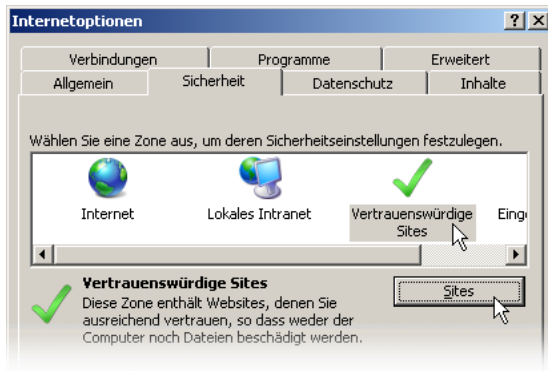 Internetoptionen
Verbindungen Programme Erweitert
Allgemein Sicherheit Datenschutz Inhalte
Wählen Sie eine Zone aus, um deren Sicherheitseinstellungen festzulegen.
Internet Lokales Intranet Vertrauenswürdige Einge
Sites
Vertrauenswürdige Sites
Sites
Diese Zone enthält Websites, denen Sie
ausreichend vertrauen, so dass weder der
Computer noch Dateien beschädigt werden.